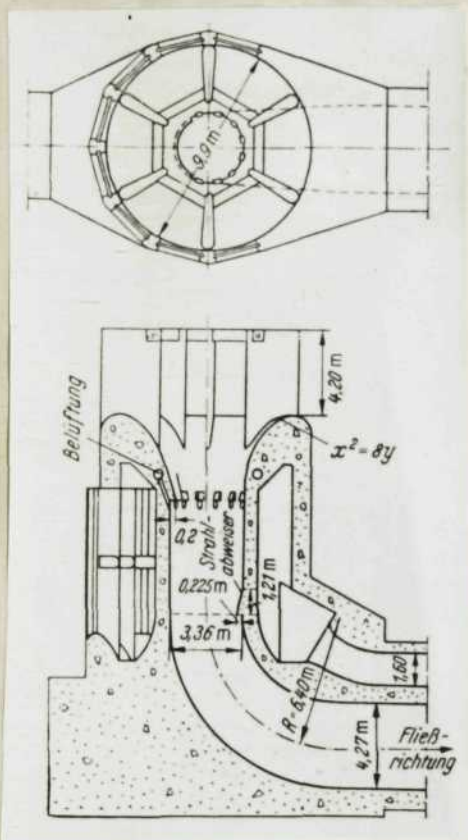 9,9 m
4,20 m
Belüftung
x² = 8y
0,2
Strahl-
abweiser
0,225 m
1,21 m
3,36 m
R = 6,40 m
1,60
4,27 m
Fließ-
richtung